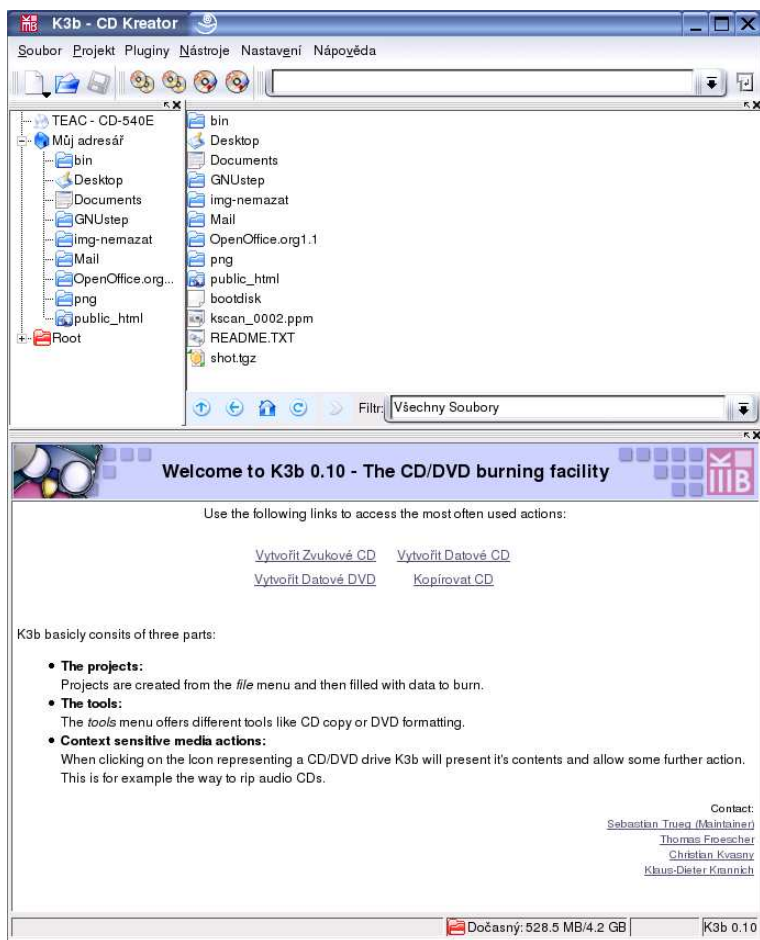 K3b - CD Kreator
Soubor Projekt Pluginy Nástroje Nastavení Nápověda
TEAC - CD-540E
Můj adresář
bin
Desktop
Documents
GNUstep
img-nemazat
Mail
OpenOffice.org...
png
public_html
Root
bin
Desktop
Documents
GNUstep
img-nemazat
Mail
OpenOffice.org1.1
png
public_html
bootdisk
kscan_0002.ppm
README.TXT
shot.tgz
Filtr: Všechny Soubory
Welcome to K3b 0.10 - The CD/DVD burning facility
K3B
Use the following links to access the most often used actions:
Vytvořit Zvukové CD Vytvořit Datové CD
Vytvořit Datové DVD Kopírovat CD
K3b basicly consits of three parts:
• The projects:
Projects are created from the file menu and then filled with data to burn.
• The tools:
The tools menu offers different tools like CD copy or DVD formatting.
• Context sensitive media actions:
When clicking on the Icon representing a CD/DVD drive K3b will present it's contents and allow some further action.
This is for example the way to rip audio CDs.
Contact:
Sebastian Trueg (Maintainer)
Thomas Froescher
Christian Kvasny
Klaus-Dieter Krannich
Dočasný: 528.5 MB/4.2 GB
K3b 0.10